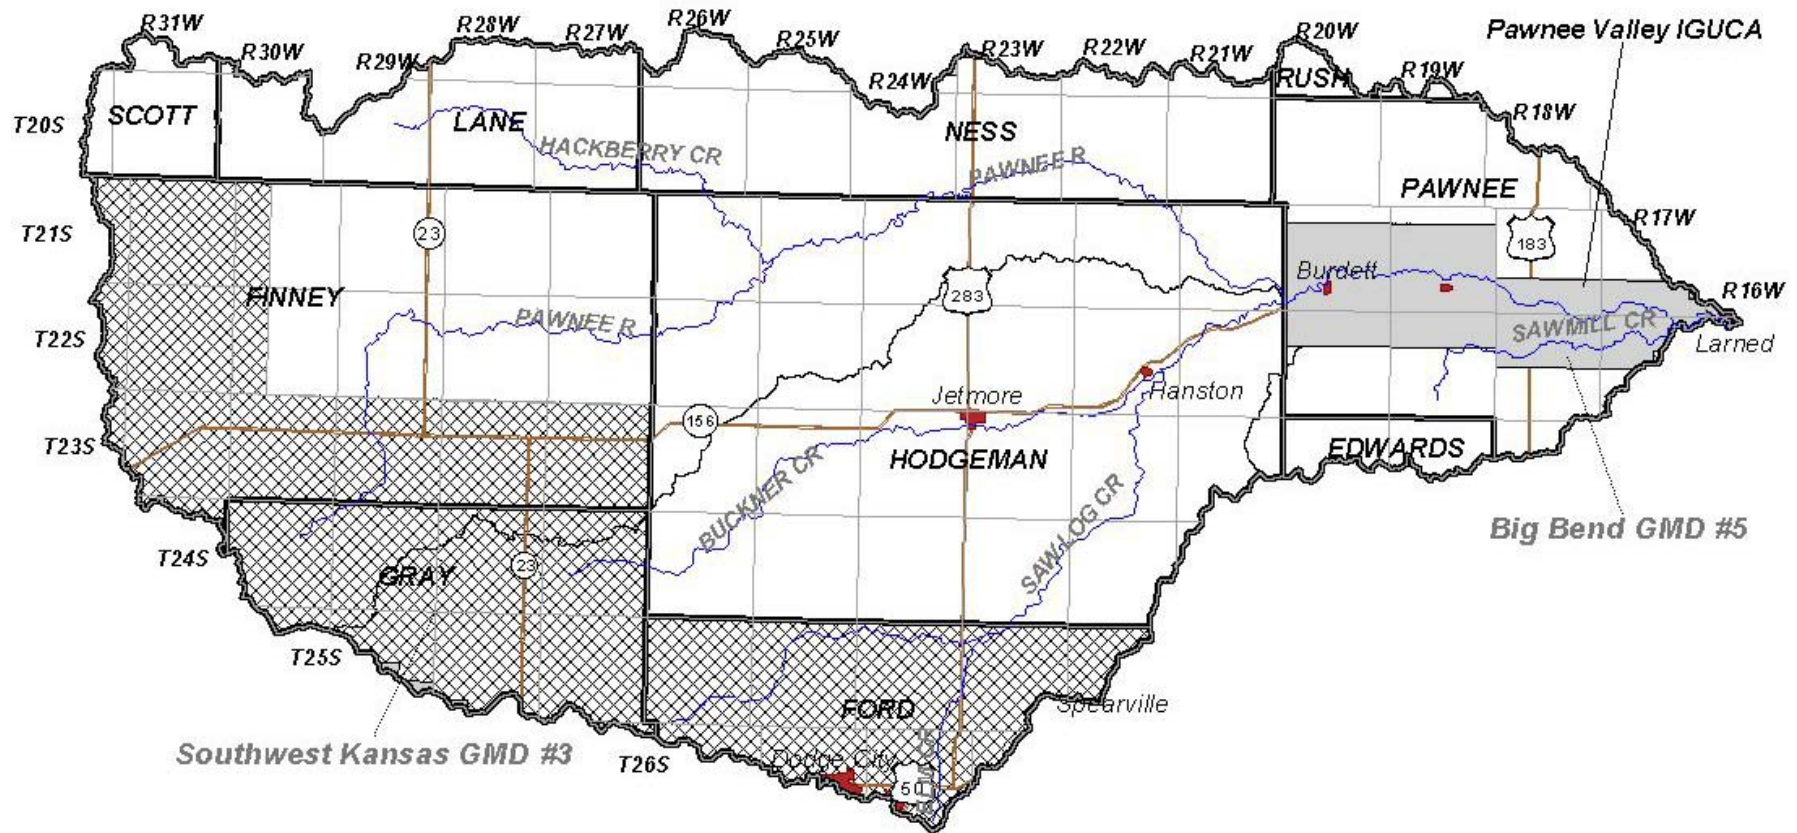 R31W
R30W
R29W
R28W
R27W
R26W
R25W
R24W
R23W
R22W
R21W
R20W
R19W
R18W
R17W
R16W
Pawnee Valley IGUCA
T20S
SCOTT
LANE
NESS
RUSH
PAWNEE
HACKBERRY CR
PAWNEE R
T21S
23
183
FINNEY
283
Burdett
T22S
PAWNEE R
SAWMILL CR
Larned
Jetmore
Hanston
156
T23S
HODGEMAN
EDWARDS
BUCKNER CR
SAW LOG CR
Big Bend GMD #5
T24S
GRAY
23
T25S
FORD
Spearville
Southwest Kansas GMD #3
T26S
Dodge City
50